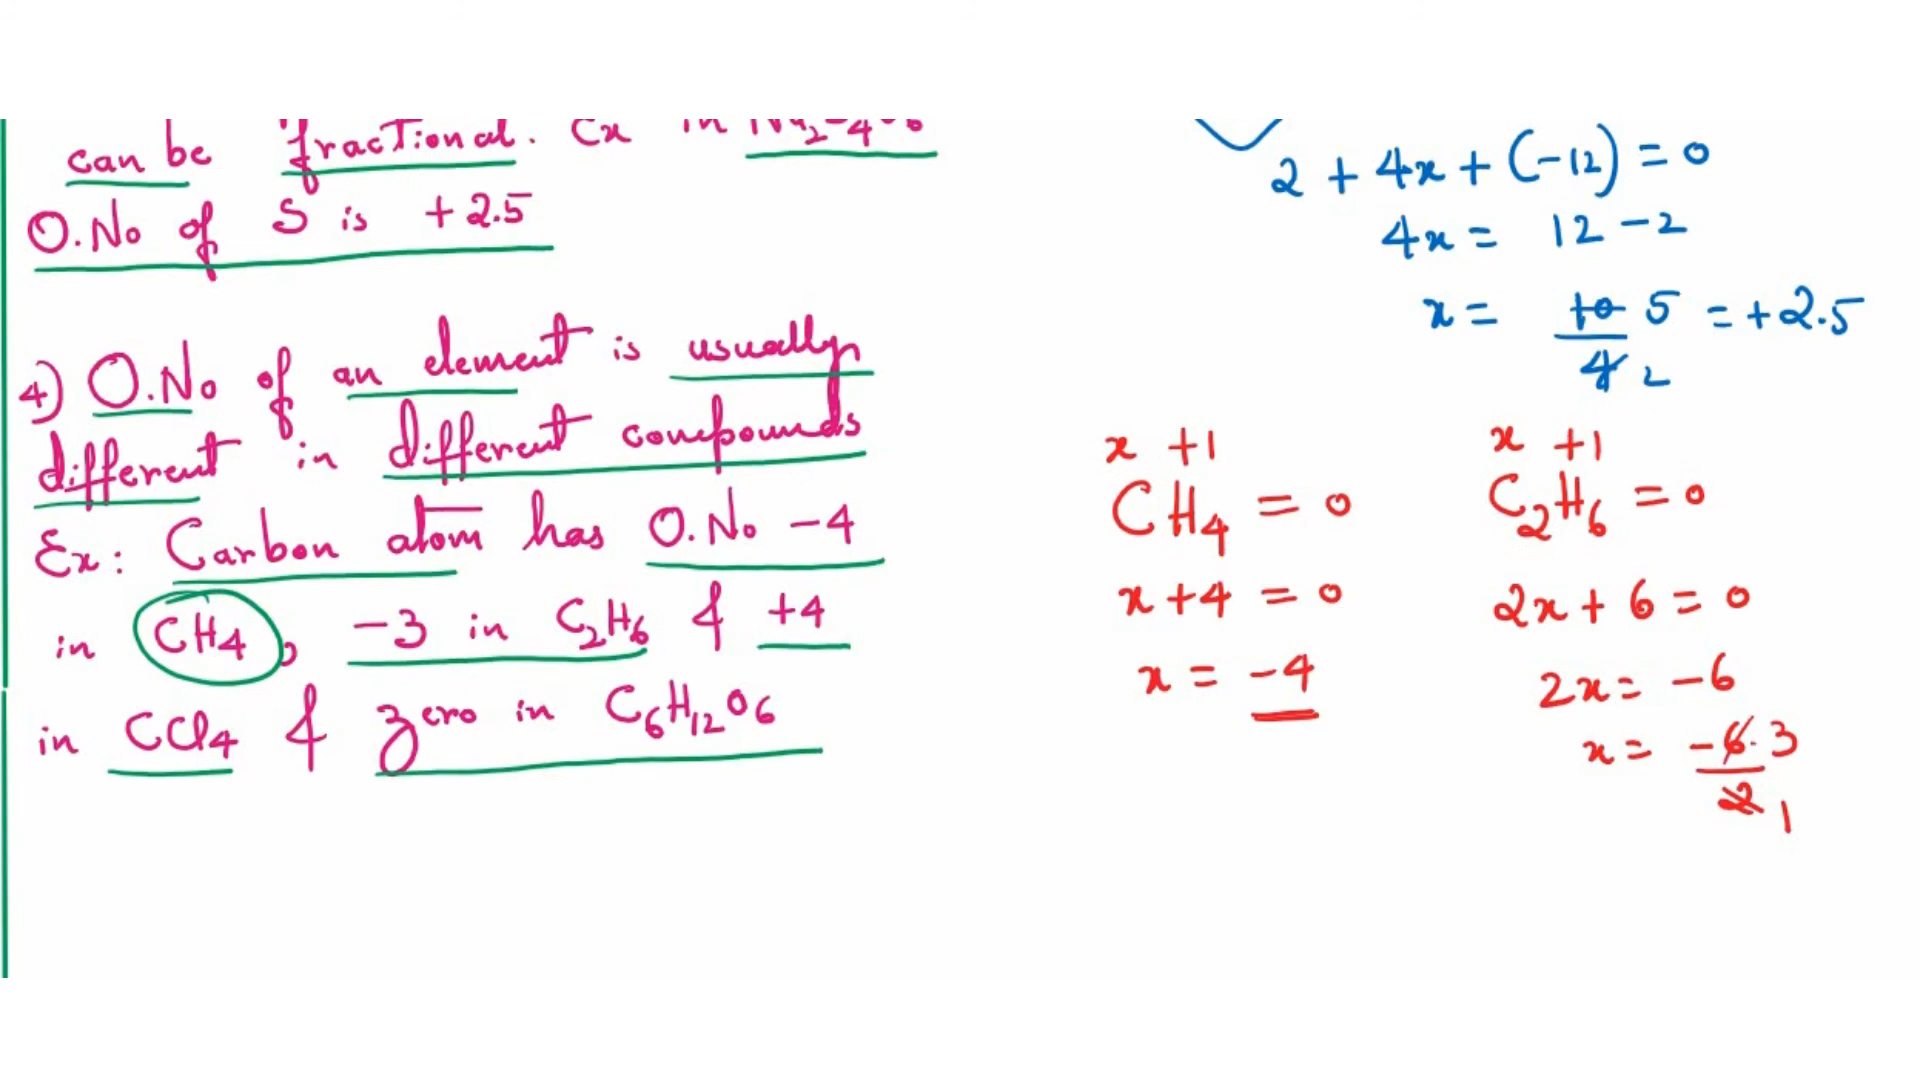 can be fractional. Ex in Na₂S₄O₆
O.No of S is +2.5
4) O.No of an element is usually
different in different compounds
Ex: Carbon atom has O.No -4
in CH₄, -3 in C₂H₆ & +4
in CCl₄ & zero in C₆H₁₂O₆
2 + 4x + (-12) = 0
4x = 12 - 2
x = 10 5 = +2.5
4 2
x +1
CH₄ = 0
x + 4 = 0
x = -4
x +1
C₂H₆ = 0
2x + 6 = 0
2x = -6
x = -6 3
2 1